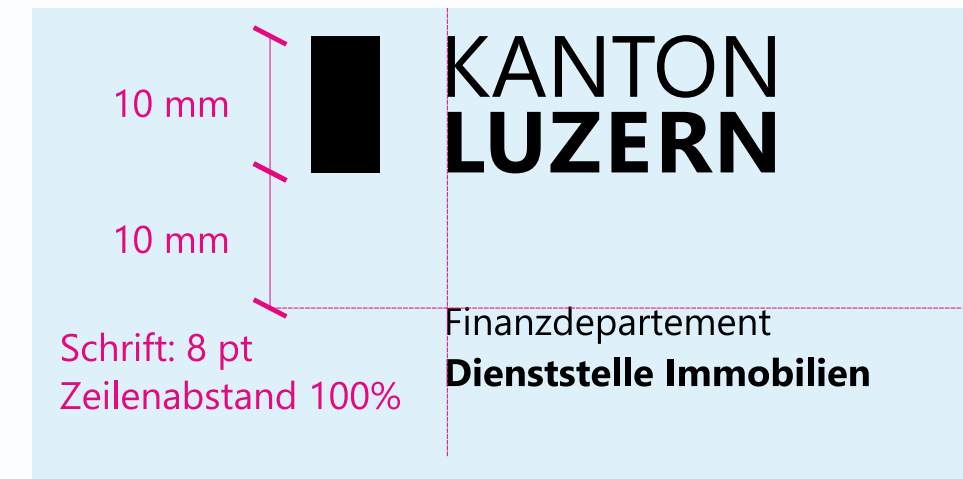 10 mm
KANTON
LUZERN
10 mm
Finanzdepartement
Dienststelle Immobilien
Schrift: 8 pt
Zeilenabstand 100%